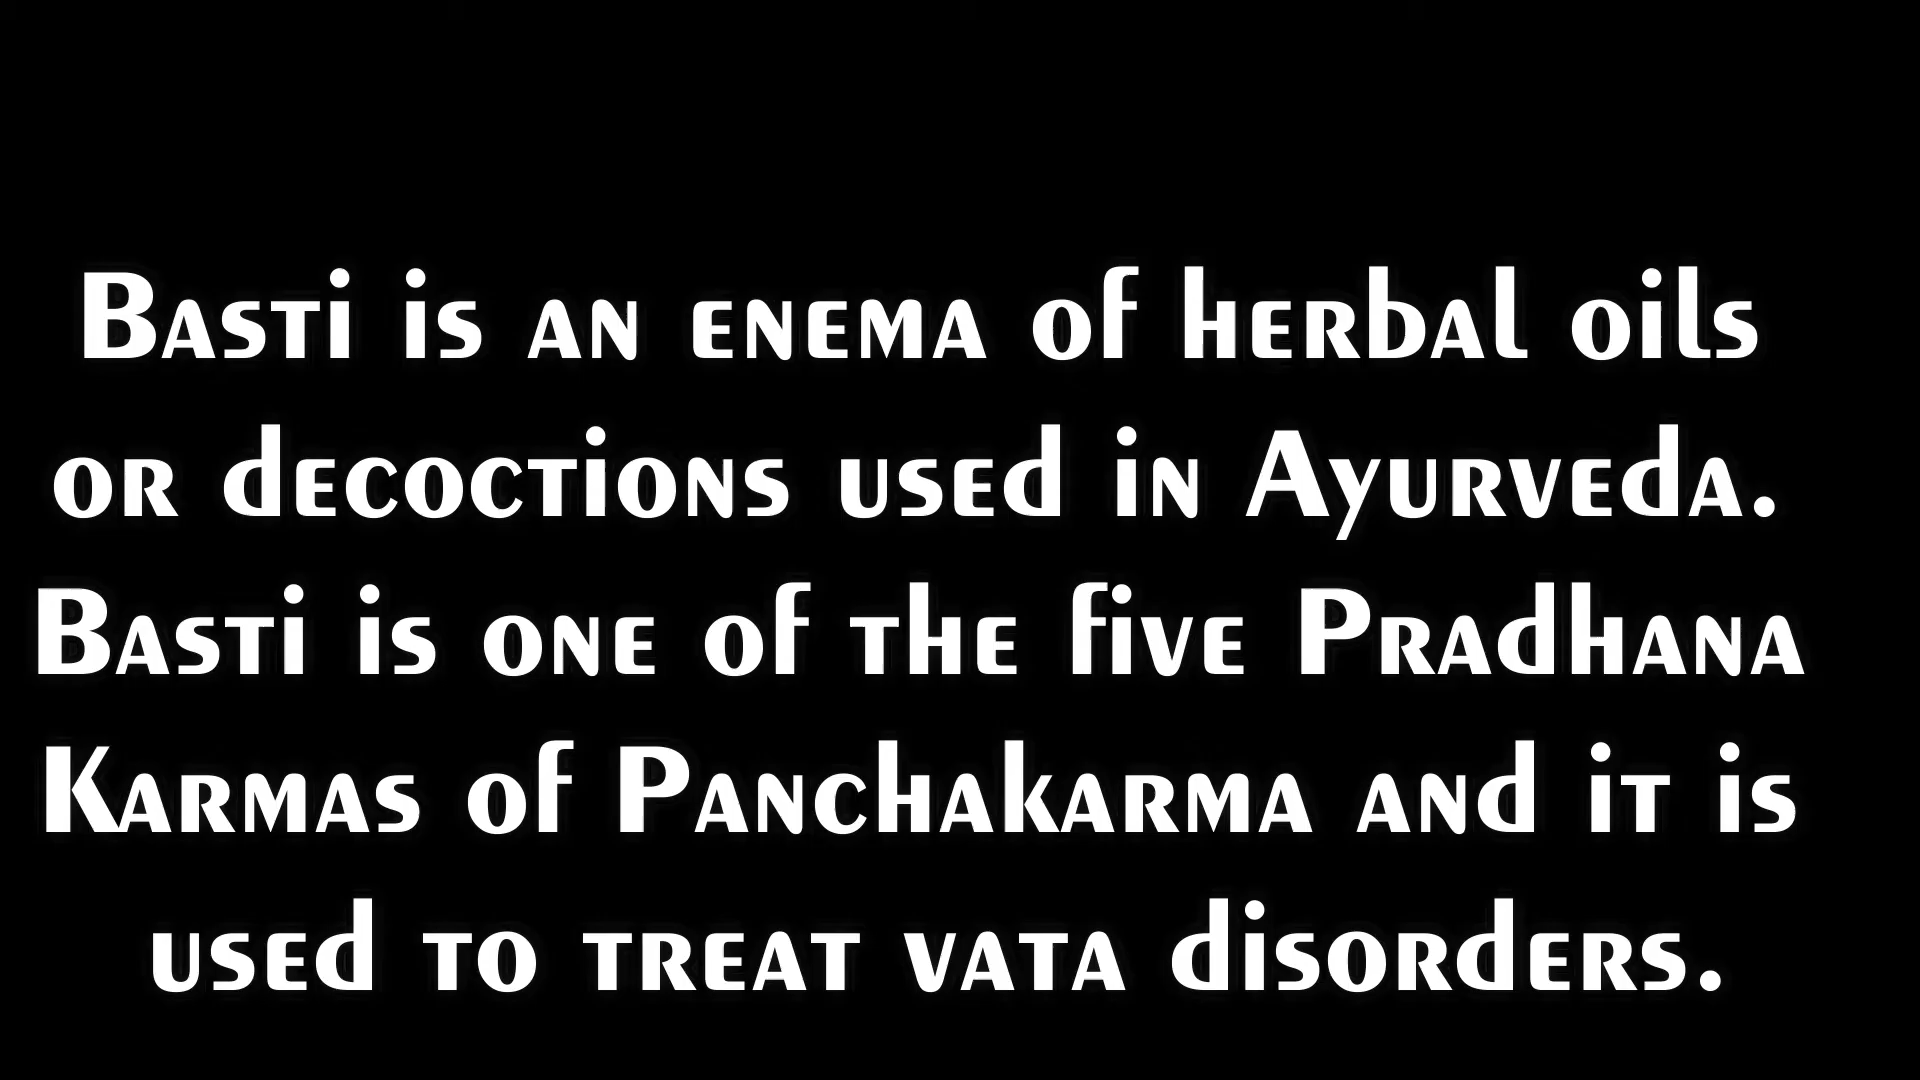 Basti is an enema of herbal oils
or decoctions used in Ayurveda.
Basti is one of the five Pradhana
Karmas of Panchakarma and it is
used to treat vata disorders.